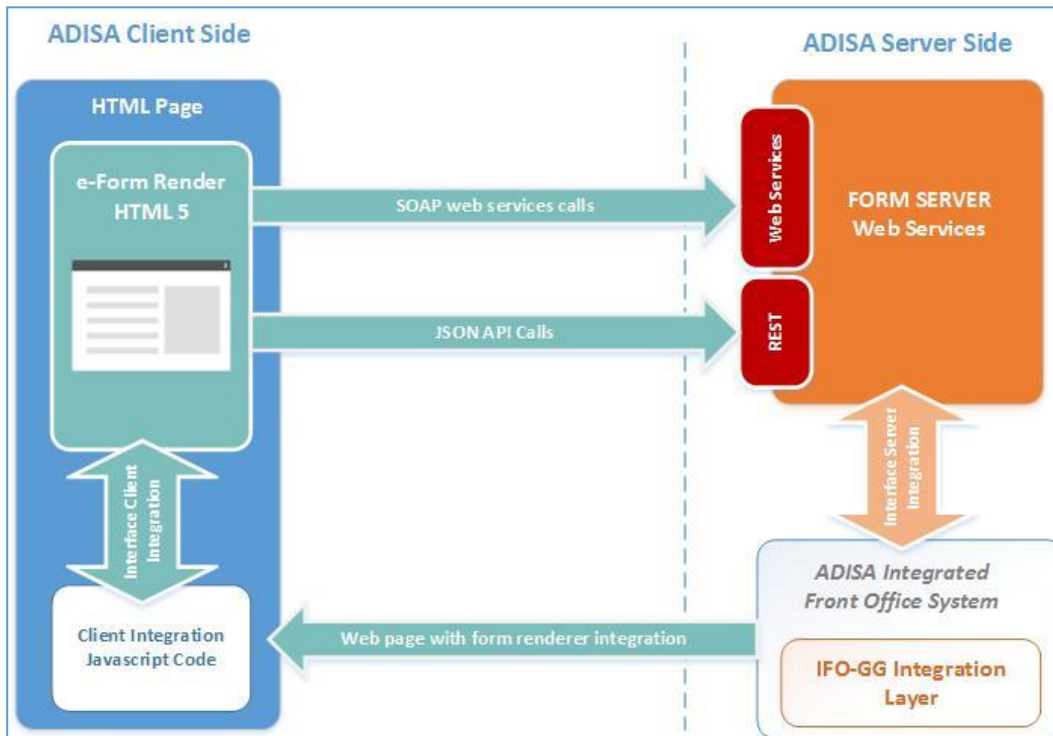 ADISA Client Side
ADISA Server Side
HTML Page
e-Form Render
HTML 5
SOAP web services calls
Web Services
FORM SERVER
Web Services
JSON API Calls
REST
Interface Client
Integration
Interface Server
Integration
Client Integration
Javascript Code
Web page with form renderer integration
ADISA Integrated
Front Office System
IFO-GG Integration
Layer